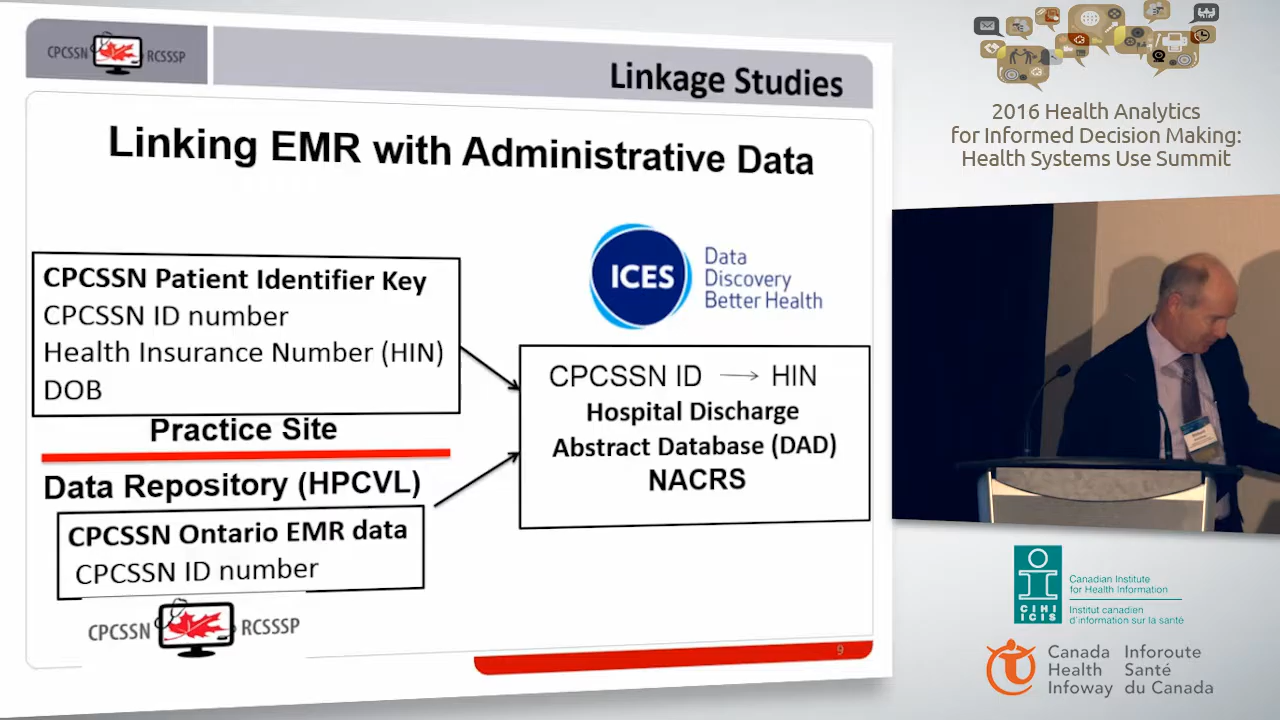 CPCSSN RCSSSP
Linkage Studies
Linking EMR with Administrative Data
CPCSSN Patient Identifier Key
CPCSSN ID number
Health Insurance Number (HIN)
DOB
Practice Site
Data Repository (HPCVL)
CPCSSN Ontario EMR data
CPCSSN ID number
CPCSSN RCSSSP
ICES
Data
Discovery
Better Health
CPCSSN ID → HIN
Hospital Discharge
Abstract Database (DAD)
NACRS
9
2016 Health Analytics
for Informed Decision Making:
Health Systems Use Summit
CIHI
ICIS
Canadian Institute
for Health Information
Institut canadien
d'information sur la santé
Canada
Health
Infoway
Inforoute
Santé
du Canada